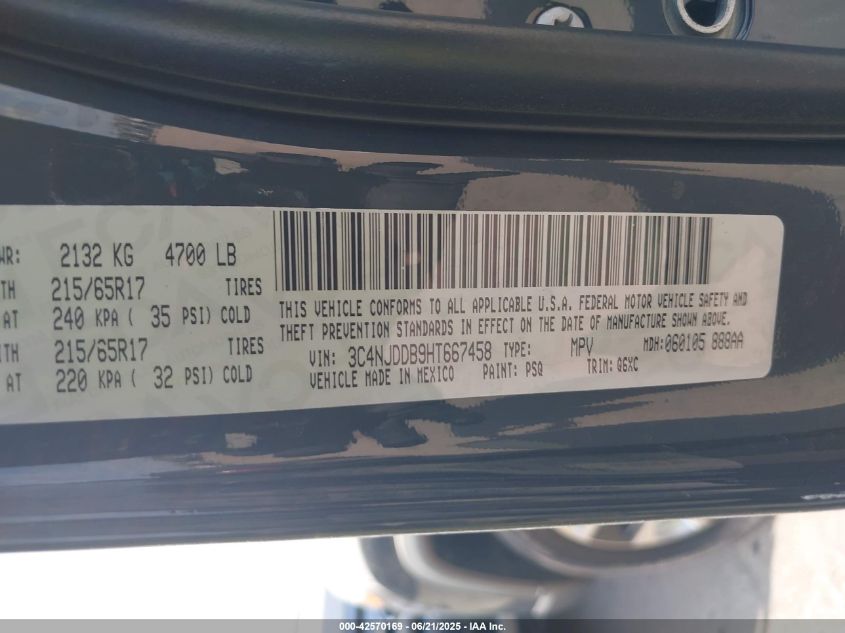 WR: 2132 KG 4700 LB
TH 215/65R17 TIRES
AT 240 KPA ( 35 PSI) COLD
ITH 215/65R17 TIRES
AT 220 KPA ( 32 PSI) COLD
THIS VEHICLE CONFORMS TO ALL APPLICABLE U.S.A. FEDERAL MOTOR VEHICLE SAFETY AND
THEFT PREVENTION STANDARDS IN EFFECT ON THE DATE OF MANUFACTURE SHOWN ABOVE.
VIN: 3C4NJDDB9HT667458 TYPE: MPV MDH:060105 888AA
VEHICLE MADE IN MEXICO PAINT: PSQ TRIM: Q6XC
000-42570169 - 06/21/2025 - IAA Inc.